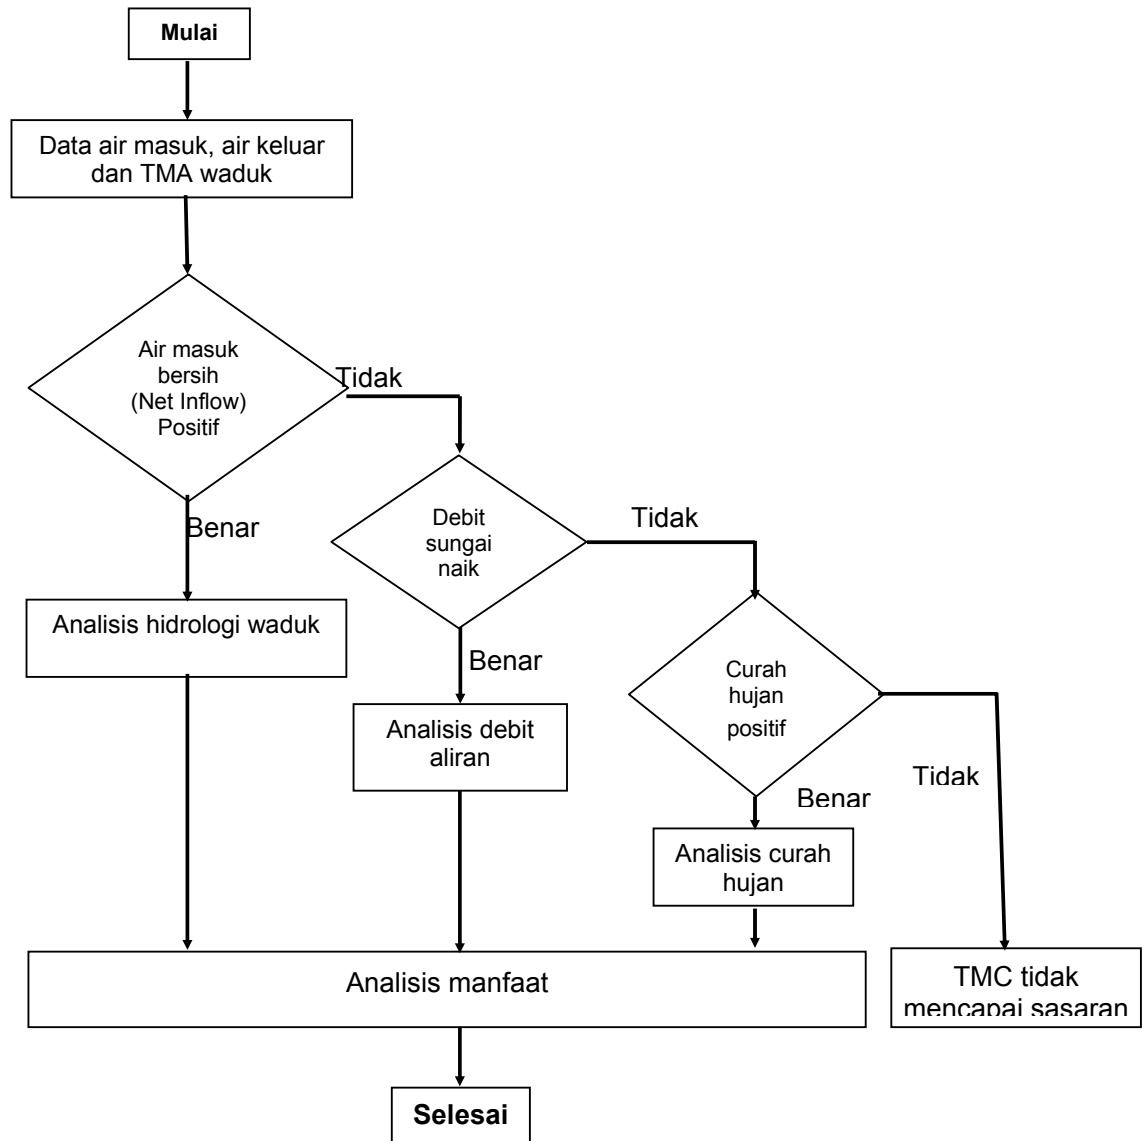 Mulai
Data air masuk, air keluar
dan TMA waduk
Air masuk
bersih
(Net Inflow)
Positif
Tidak
Benar
Debit
sungai
naik
Tidak
Analisis hidrologi waduk
Benar
Curah
hujan
positif
Analisis debit
aliran
Tidak
Benar
Analisis curah
hujan
Analisis manfaat
TMC tidak
mencapai sasaran
Selesai